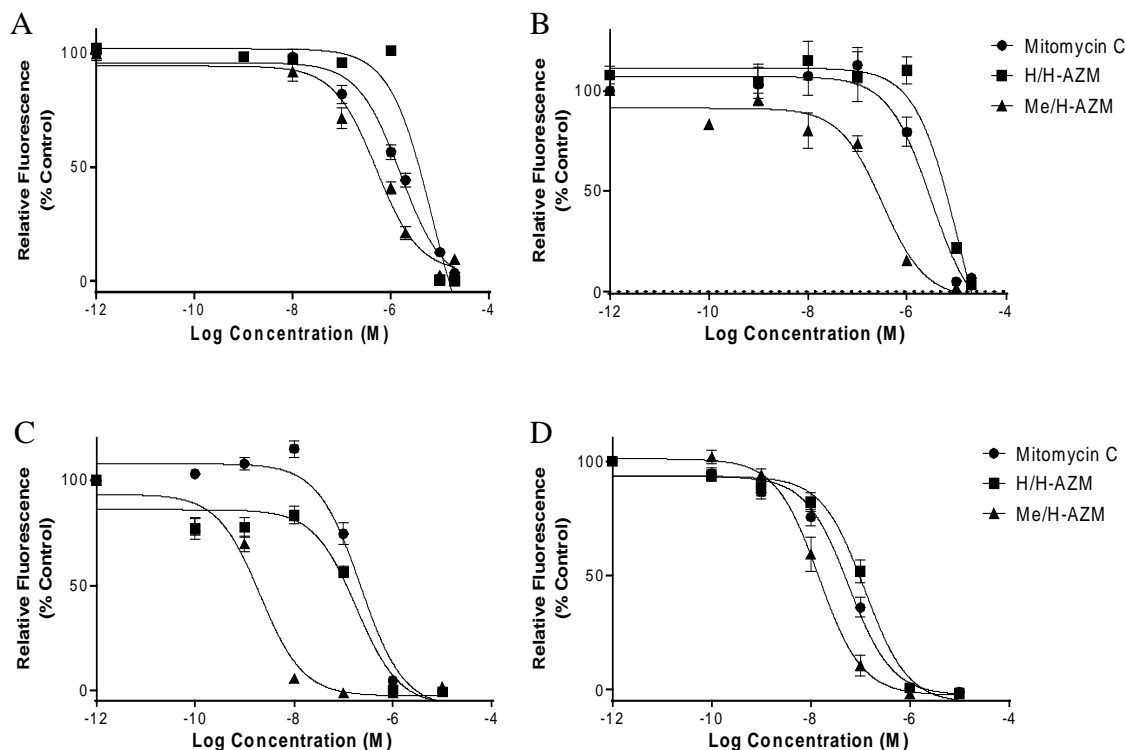 A
Relative Fluorescence
(% Control)
100
50
0
-12
-10
-8
-6
-4
Log Concentration (M)
B
Relative Fluorescence
(% Control)
100
50
0
-12
-10
-8
-6
-4
Log Concentration (M)
Mitomycin C
H/H-AZM
Me/H-AZM
C
Relative Fluorescence
(% Control)
100
50
0
-12
-10
-8
-6
-4
Log Concentration (M)
D
Relative Fluorescence
(% Control)
100
50
0
-12
-10
-8
-6
-4
Log Concentration (M)
Mitomycin C
H/H-AZM
Me/H-AZM